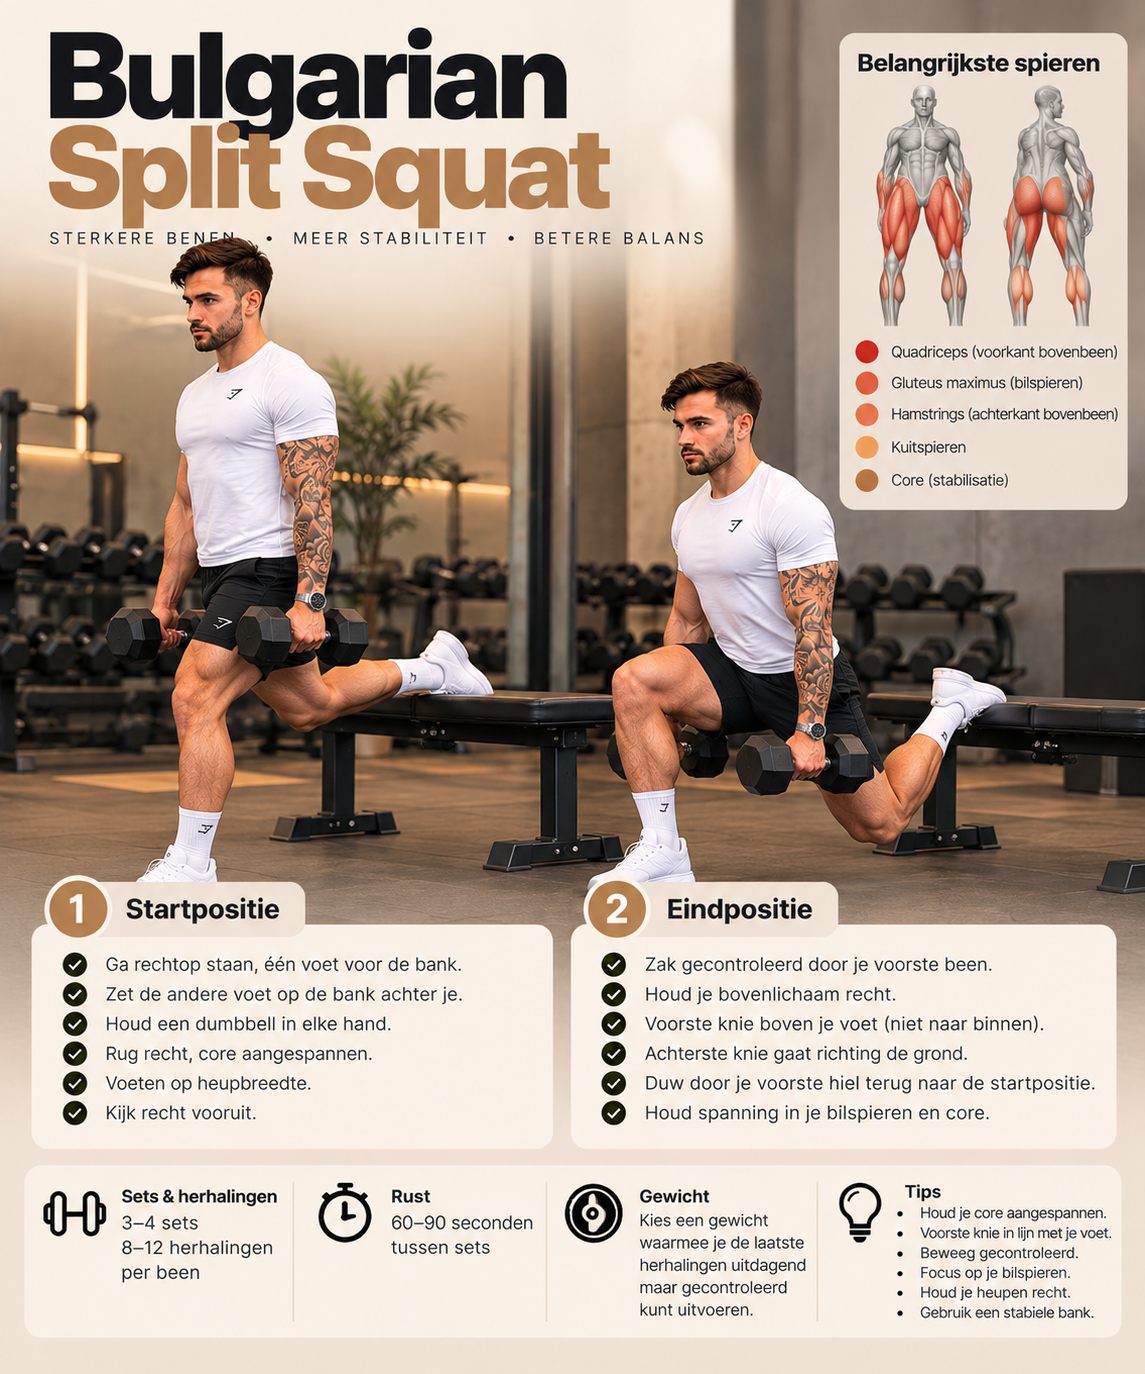 Bulgarian
Split Squat
STERKERE BENEN • MEER STABILITEIT • BETERE BALANS
Belangrijkste spieren
Quadriceps (voorkant bovenbeen)
Gluteus maximus (bilspieren)
Hamstrings (achterkant bovenbeen)
Kuitspieren
Core (stabilisatie)
1 Startpositie
Ga rechtop staan, één voet voor de bank.
Zet de andere voet op de bank achter je.
Houd een dumbbell in elke hand.
Rug recht, core aangespannen.
Voeten op heupbreedte.
Kijk recht vooruit.
2 Eindpositie
Zak gecontroleerd door je voorste been.
Houd je bovenlichaam recht.
Voorste knie boven je voet (niet naar binnen).
Achterste knie gaat richting de grond.
Duw door je voorste hiel terug naar de startpositie.
Houd spanning in je bilspieren en core.
Sets & herhalingen
3–4 sets
8–12 herhalingen
per been
Rust
60–90 seconden
tussen sets
Gewicht
Kies een gewicht
waarmee je de laatste
herhalingen uitdagend
maar gecontroleerd
kunt uitvoeren.
Tips
• Houd je core aangespannen.
• Voorste knie in lijn met je voet.
• Beweeg gecontroleerd.
• Focus op je bilspieren.
• Houd je heupen recht.
• Gebruik een stabiele bank.